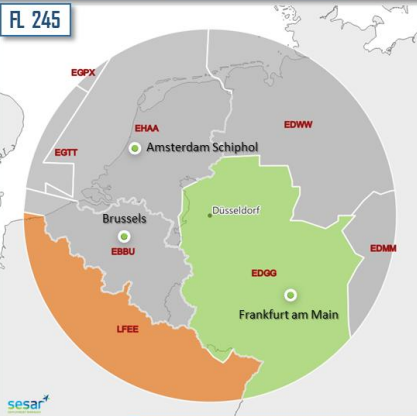 FL 245
EGPX
EHAA
EDWW
EGTT
Amsterdam Schiphol
Düsseldorf
Brussels
EBBU
EDMM
EDGG
Frankfurt am Main
LFEE
sesar